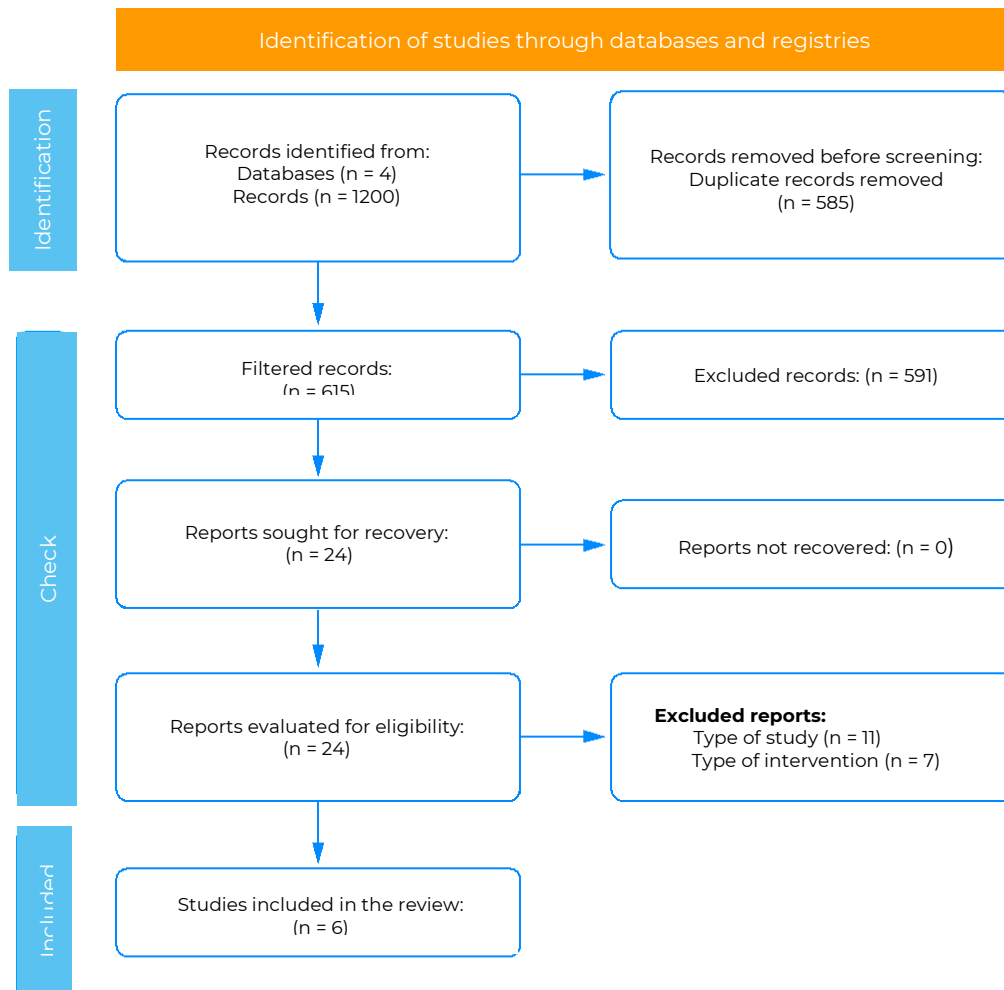 Identification of studies through databases and registries
Identification
Records identified from:
Databases (n = 4)
Records (n = 1200)
Records removed before screening:
Duplicate records removed
(n = 585)
Check
Filtered records:
(n = 615)
Excluded records: (n = 591)
Reports sought for recovery:
(n = 24)
Reports not recovered: (n = 0)
Reports evaluated for eligibility:
(n = 24)
Excluded reports:
Type of study (n = 11)
Type of intervention (n = 7)
Included
Studies included in the review:
(n = 6)